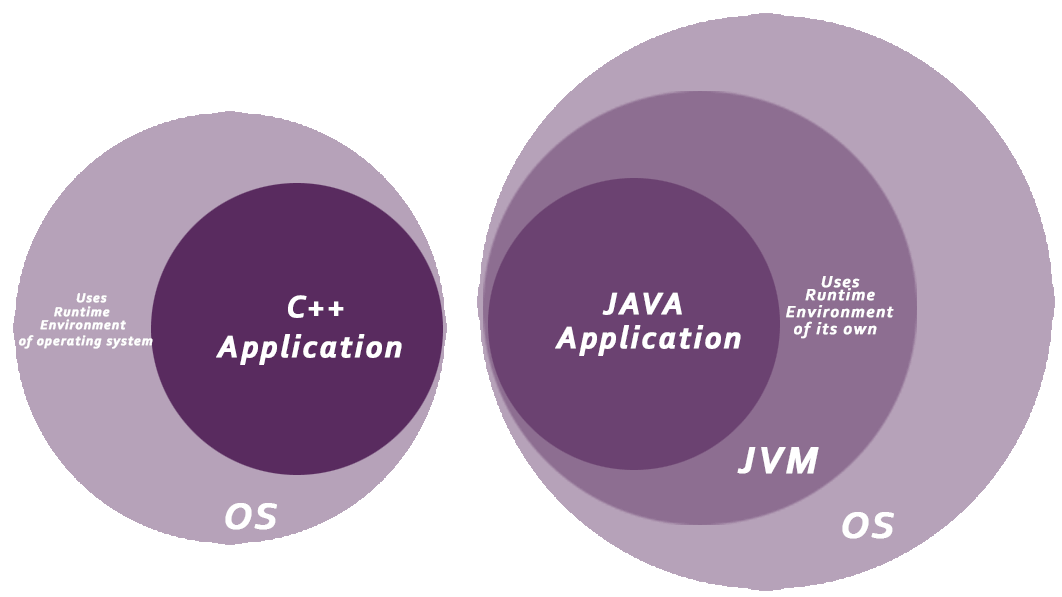 Uses
Runtime
Environment
of operating system
C++
Application
OS
JAVA
Application
Uses
Runtime
Environment
of its own
JVM
OS